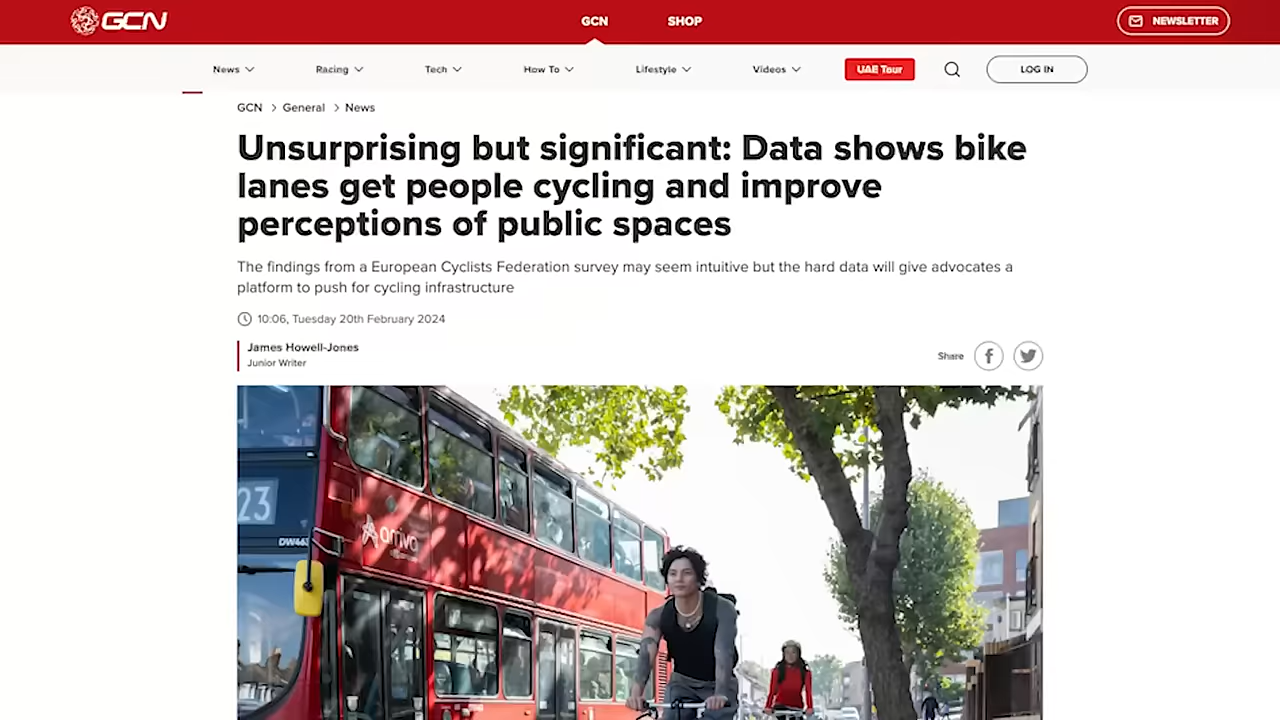 GCN
GCN
SHOP
NEWSLETTER
News
Racing
Tech
How To
Lifestyle
Videos
UAE Tour
LOG IN
GCN > General > News
Unsurprising but significant: Data shows bike
lanes get people cycling and improve
perceptions of public spaces
The findings from a European Cyclists Federation survey may seem intuitive but the hard data will give advocates a
platform to push for cycling infrastructure
10:06, Tuesday 20th February 2024
James Howell-Jones
Junior Writer
Share
23
arriva